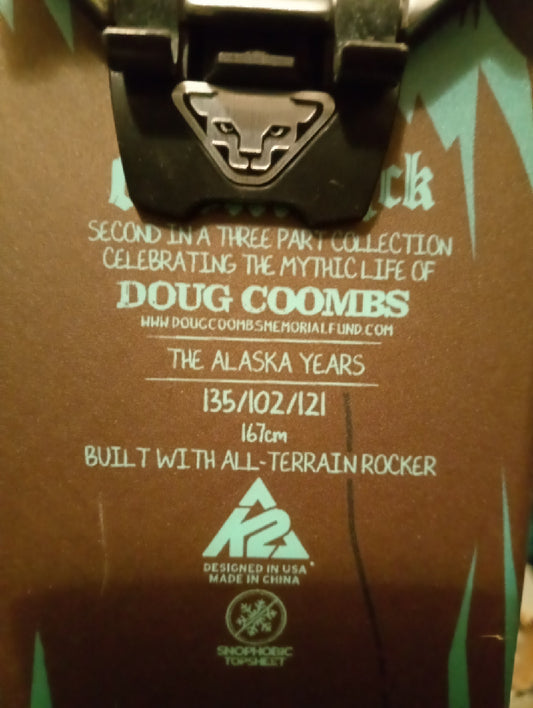 SECOND IN A THREE PART COLLECTION
CELEBRATING THE MYTHIC LIFE OF
DOUG COOMBS
WWW.DOUGCOOMBSMEMORIALFUND.COM
THE ALASKA YEARS
135/102/121
167cm
BUILT WITH ALL-TERRAIN ROCKER
K2
DESIGNED IN USA
MADE IN CHINA
SNOPHOBIC
TOPSHEET